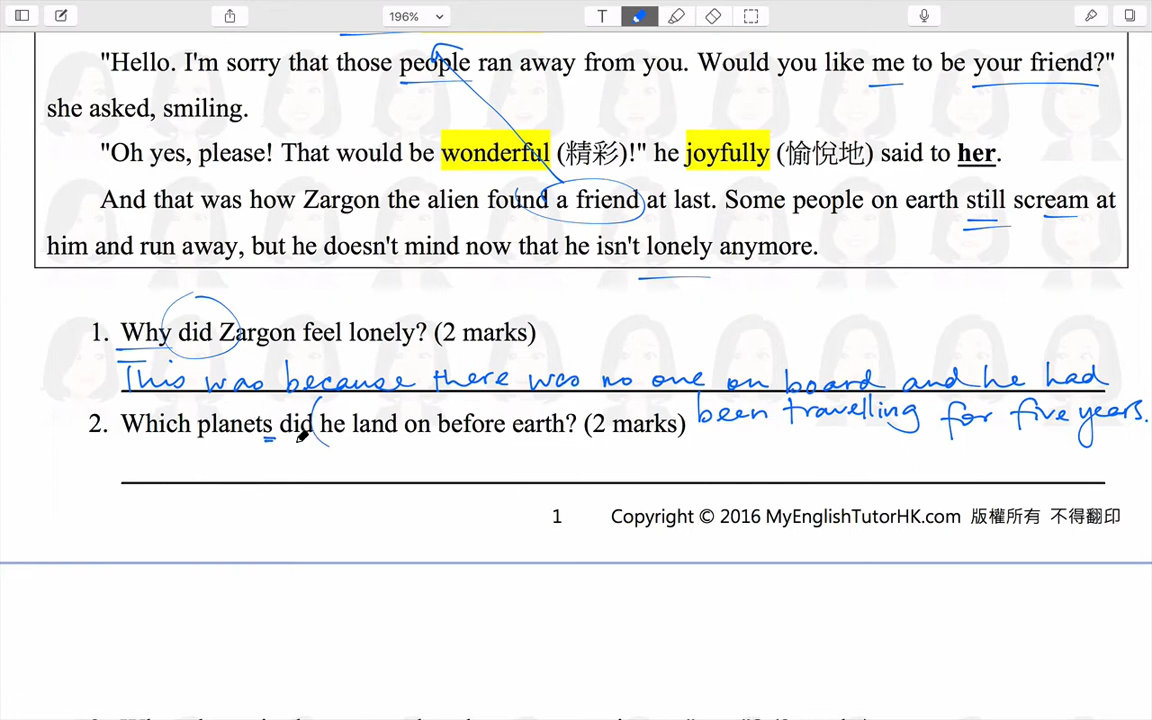 196%
T
"Hello. I'm sorry that those people ran away from you. Would you like me to be your friend?"
she asked, smiling.
"Oh yes, please! That would be wonderful (精彩)!" he joyfully (愉悅地) said to her.
And that was how Zargon the alien found a friend at last. Some people on earth still scream at
him and run away, but he doesn't mind now that he isn't lonely anymore.
1. Why did Zargon feel lonely? (2 marks)
This was because there was no one on board and he had
been travelling for five years.
2. Which planets did he land on before earth? (2 marks)
1 Copyright © 2016 MyEnglishTutorHK.com 版權所有 不得翻印